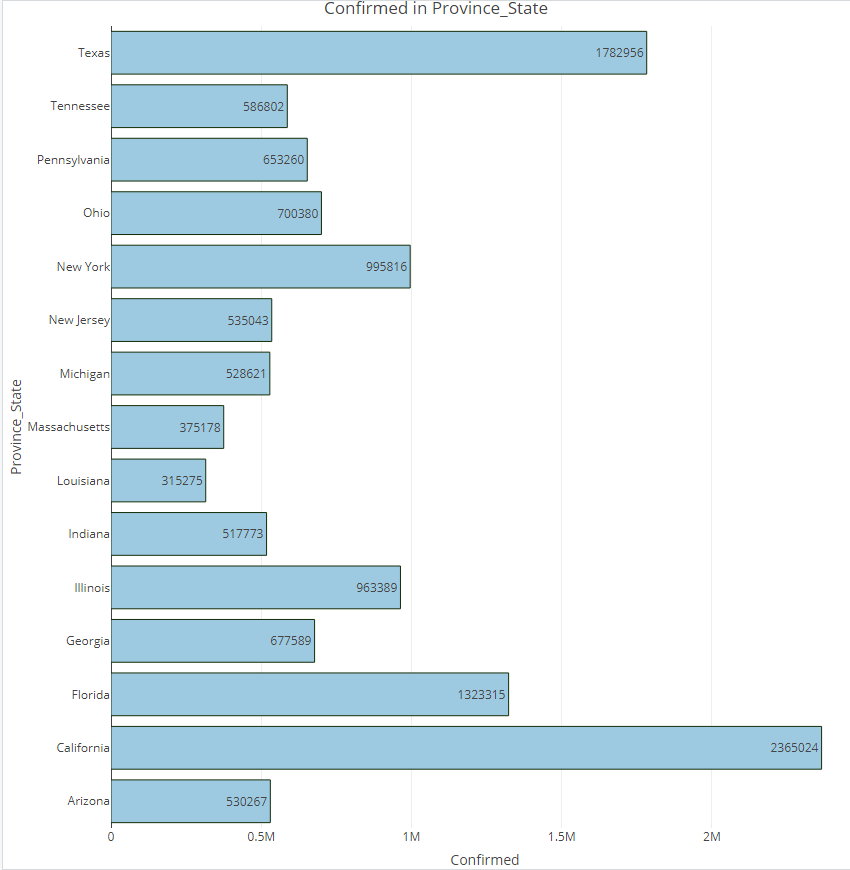 Confirmed in Province_State
Texas 1782956
Tennessee 586802
Pennsylvania 653260
Ohio 700380
New York 995816
New Jersey 535043
Michigan 528621
Massachusetts 375178
Louisiana 315275
Indiana 517773
Illinois 963389
Georgia 677589
Florida 1323315
California 2365024
Arizona 530267
Province_State
0 0.5M 1M 1.5M 2M
Confirmed